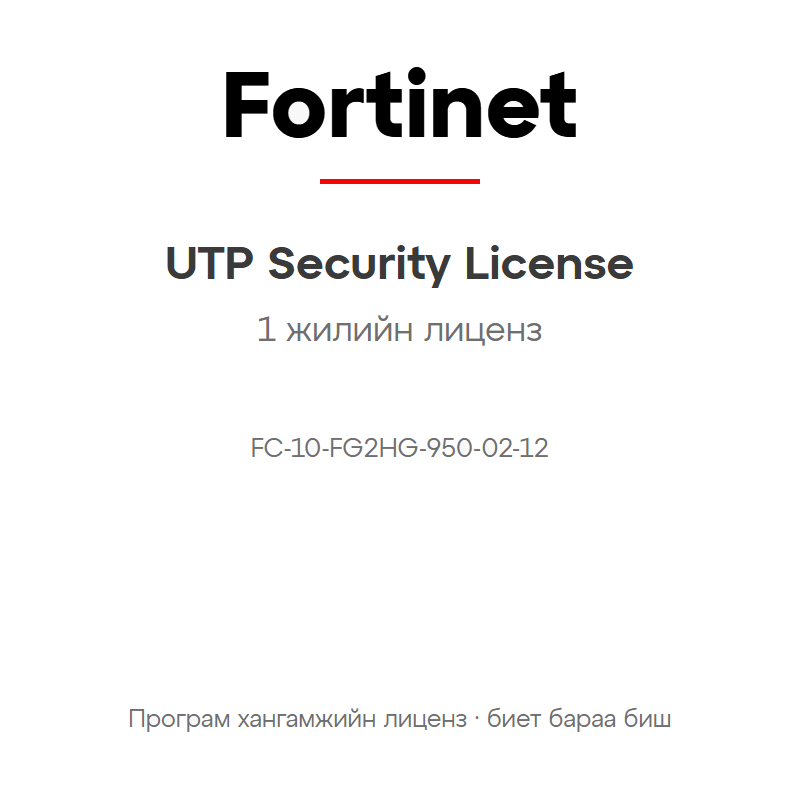 Fortinet
UTP Security License
1 жилийн лиценз
FC-10-FG2HG-950-02-12
Програм хангамжийн лиценз · биет бараа биш